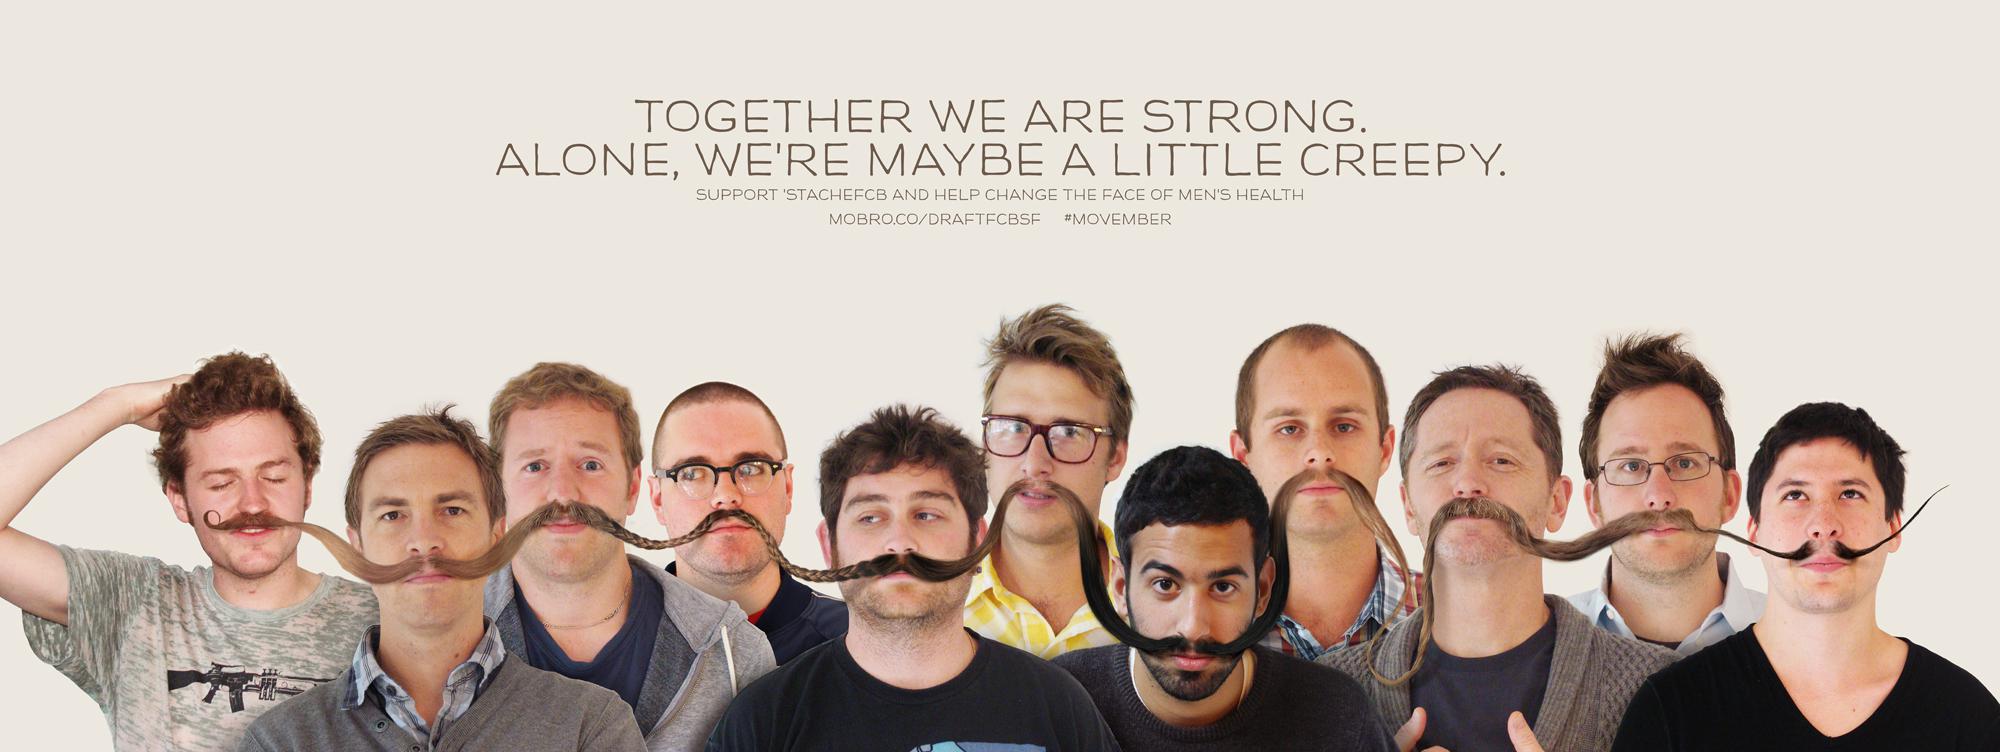 TOGETHER WE ARE STRONG.
ALONE, WE'RE MAYBE A LITTLE CREEPY.
SUPPORT 'STACHEFCB AND HELP CHANGE THE FACE OF MEN'S HEALTH
MOBRO.CO/DRAFTFCBSF #MOVEMBER